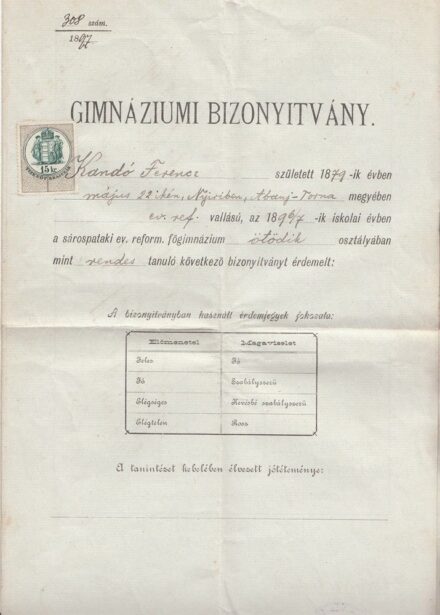 308 szám.
1897
GIMNÁZIUMI BIZONYITVÁNY.
15 kr.
Kandó Ferenc született 1879-ik évben
május 22 ikén, Nyiriben, Abauj-Torna megyében
ev. ref. vallású, az 1896/7-ik iskolai évben
a sárospataki ev. reform. főgimnázium ötödik osztályában
mint rendes tanuló következő bizonyitványt érdemelt:
A bizonyitványban használt érdemjegyek fokozata:
Előmenetel Magaviselet
Jeles Jó
Jó Szabályszerű
Elégséges Kevésbé szabályszerű
Elégtelen Rossz
A tanintézet kebelében élvezett jótéteménye: